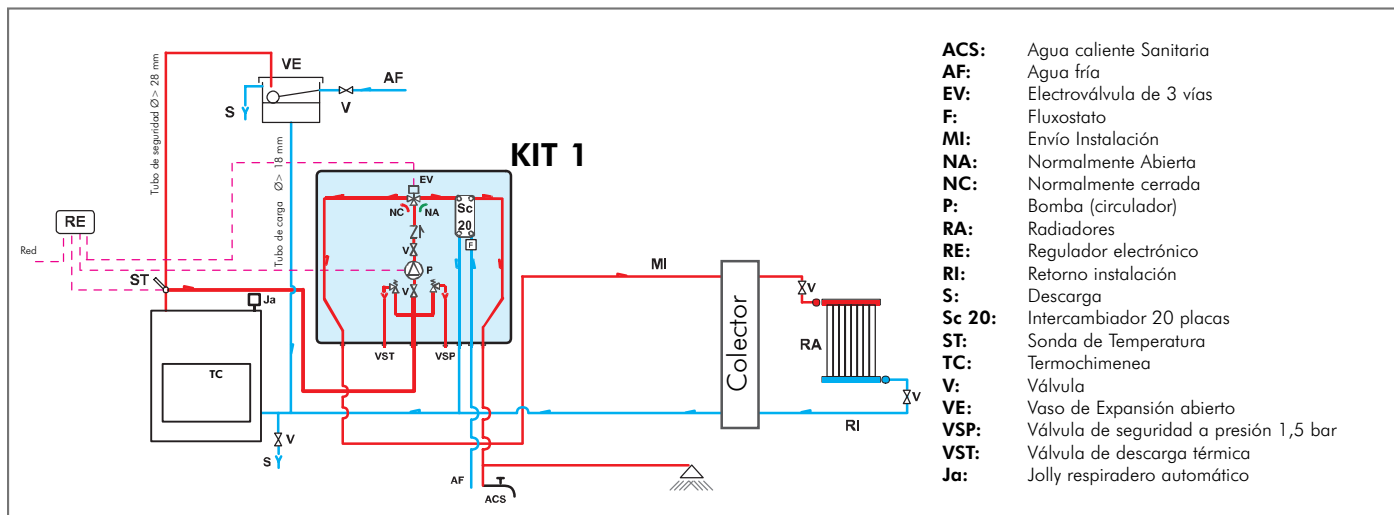 VE
AF
S
V
Tubo de seguridad Ø > 28 mm
Tubo de carga Ø > 18 mm
KIT 1
EV
NC
NA
Sc
20
F
V
P
V
VST
VSP
RE
Red
ST
Ja
TC
V
S
MI
Colector
V
RA
V
RI
AF
ACS
ACS: Agua caliente Sanitaria
AF: Agua fría
EV: Electroválvula de 3 vías
F: Fluxostato
MI: Envío Instalación
NA: Normalmente Abierta
NC: Normalmente cerrada
P: Bomba (circulador)
RA: Radiadores
RE: Regulador electrónico
RI: Retorno instalación
S: Descarga
Sc 20: Intercambiador 20 placas
ST: Sonda de Temperatura
TC: Termochimenea
V: Válvula
VE: Vaso de Expansión abierto
VSP: Válvula de seguridad a presión 1,5 bar
VST: Válvula de descarga térmica
Ja: Jolly respiradero automático